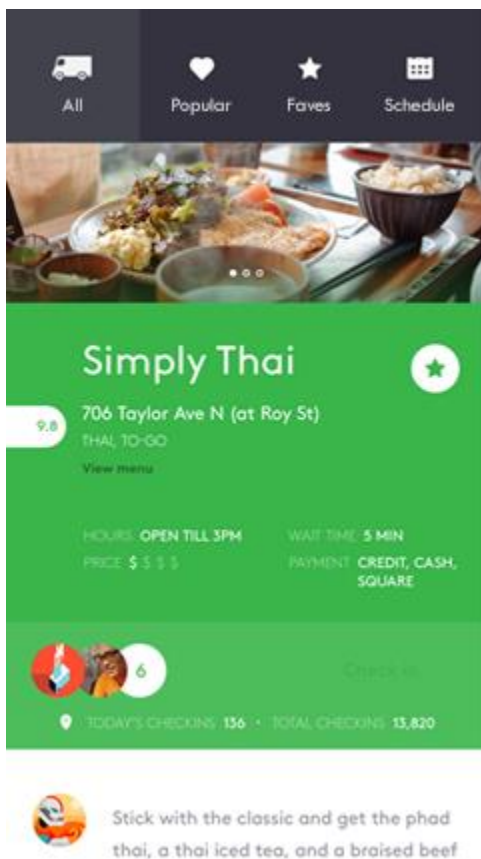 All Popular Faves Schedule
Simply Thai
9.8
706 Taylor Ave N (at Roy St)
THAI, TO-GO
View menu
HOURS OPEN TILL 3PM
WAIT TIME 5 MIN
PRICE $ $ $ $
PAYMENT CREDIT, CASH,
SQUARE
6
Check in
TODAY'S CHECKINS 136 • TOTAL CHECKINS 13,820
Stick with the classic and get the phad
thai, a thai iced tea, and a braised beef